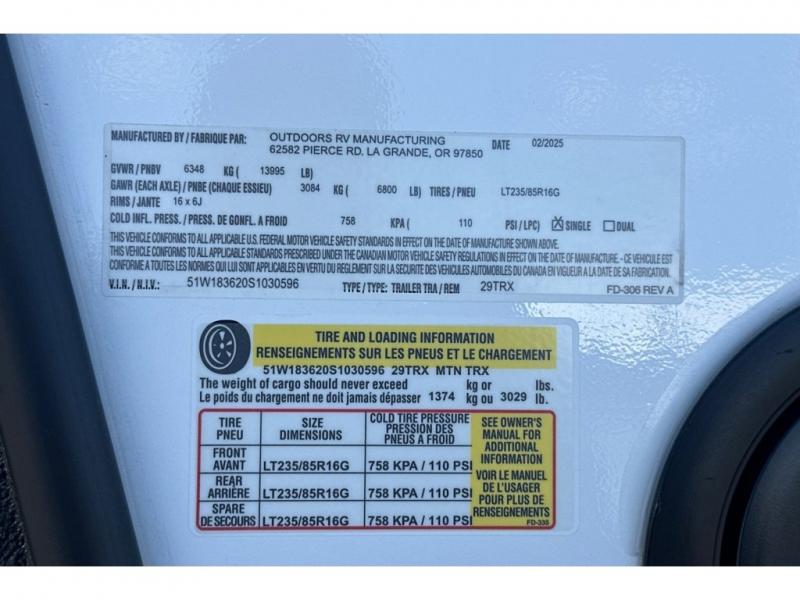 MANUFACTURED BY / FABRIQUE PAR: OUTDOORS RV MANUFACTURING DATE 02/2025
62582 PIERCE RD. LA GRANDE, OR 97850
GVWR / PNBV 6348 KG ( 13995 LB)
GAWR (EACH AXLE) / PNBE (CHAQUE ESSIEU) 3084 KG ( 6800 LB) TIRES / PNEU LT235/85R16G
RIMS / JANTE 16 x 6J
COLD INFL. PRESS. / PRESS. DE GONFL. A FROID 758 KPA ( 110 PSI / LPC) ☒ SINGLE ☐ DUAL
THIS VEHICLE CONFORMS TO ALL APPLICABLE U.S. FEDERAL MOTOR VEHICLE SAFETY STANDARDS IN EFFECT ON THE DATE OF MANUFACTURE SHOWN ABOVE.
THIS VEHICLE CONFORMS TO ALL APPLICABLE STANDARDS PRESCRIBED UNDER THE CANADIAN MOTOR VEHICLE SAFETY REGULATIONS IN EFFECT ON THE DATE OF MANUFACTURE - CE VEHICULE EST
CONFORME A TOUTES LES NORMES QUI LUI SONT APPLICABLES EN VERTU DU REGLEMENT SUR LA SECURITE DES VEHICULES AUTOMOBILES DU CANADA EN VIGUEUR A LA DATE DE SA FABRICATION.
V.I.N. / N.I.V. 51W183620S1030596 TYPE / TYPE: TRAILER TRA / REM 29TRX FD-306 REV A
TIRE AND LOADING INFORMATION
RENSEIGNEMENTS SUR LES PNEUS ET LE CHARGEMENT
51W183620S1030596 29TRX MTN TRX
The weight of cargo should never exceed kg or lbs.
Le poids du chargement ne doit jamais dépasser 1374 kg ou 3029 lb.
TIRE SIZE COLD TIRE PRESSURE
PNEU DIMENSIONS PRESSION DES
PNEUS A FROID
FRONT
AVANT LT235/85R16G 758 KPA / 110 PSI
REAR
ARRIÈRE LT235/85R16G 758 KPA / 110 PSI
SPARE
DE SECOURS LT235/85R16G 758 KPA / 110 PSI
SEE OWNER'S
MANUAL FOR
ADDITIONAL
INFORMATION
VOIR LE MANUEL
DE L'USAGER
POUR PLUS DE
RENSEIGNEMENTS
FD-335